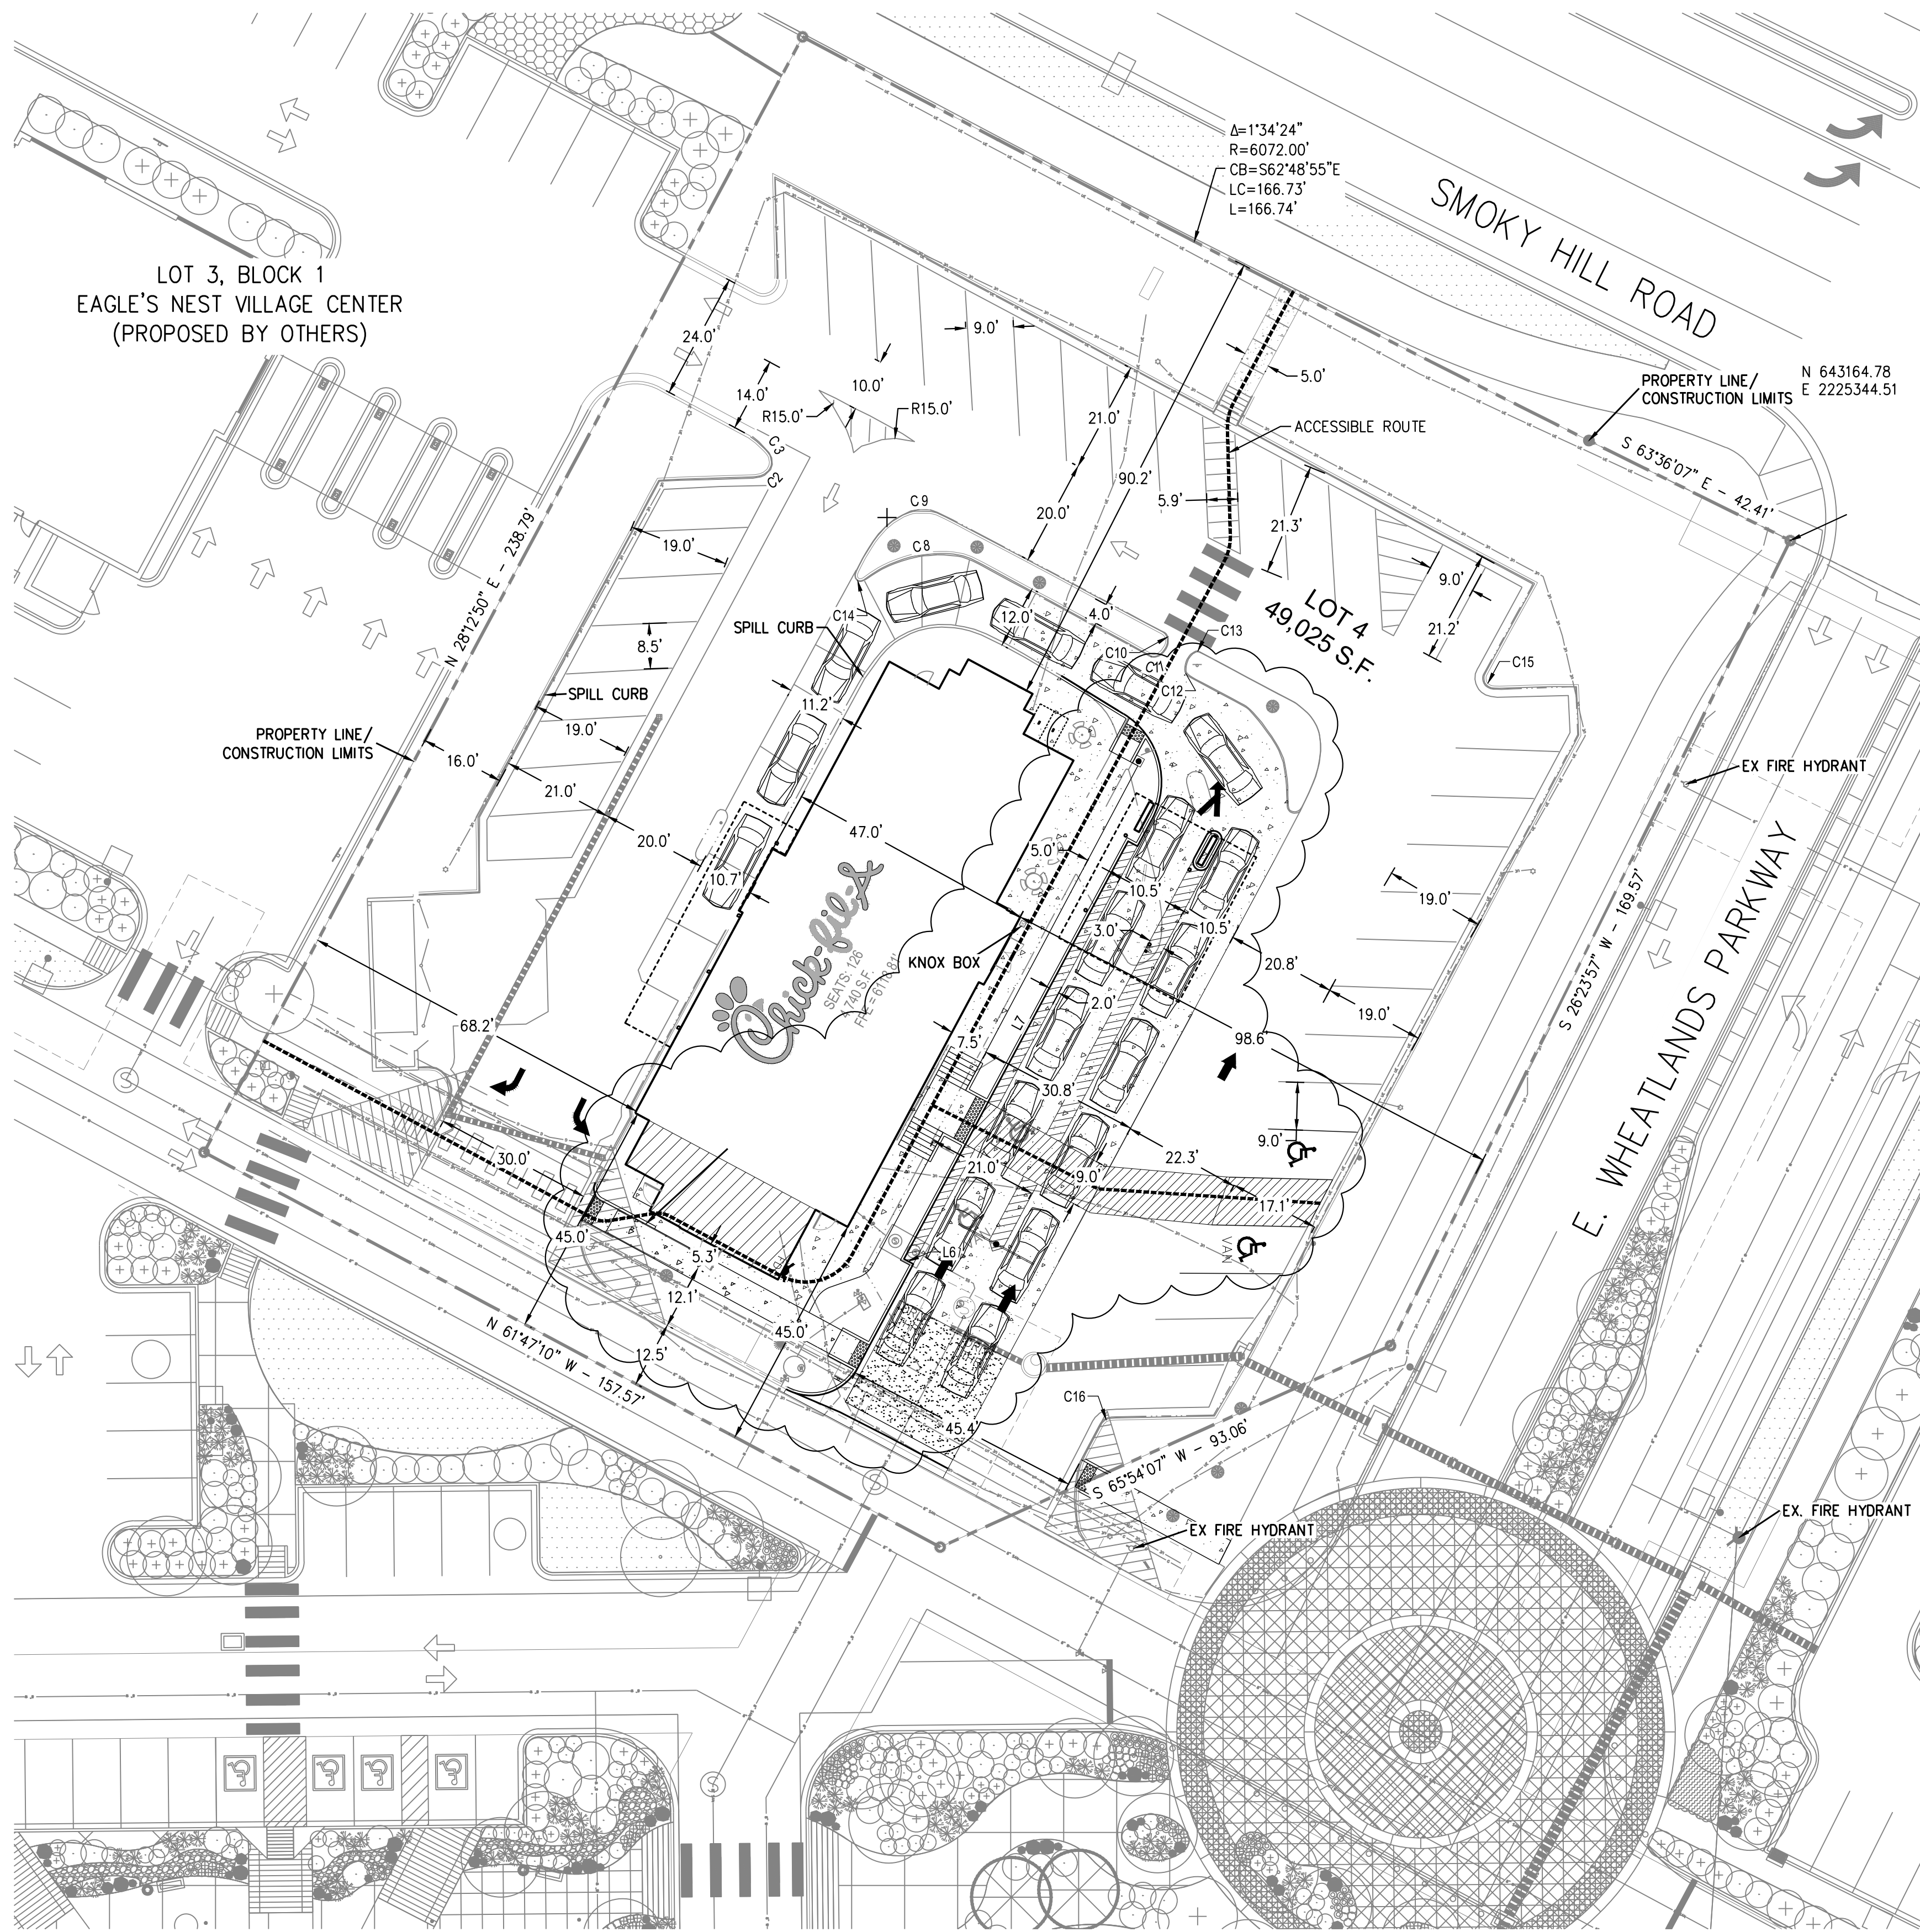 Δ=1°34'24"
R=6072.00'
CB=S62°48'55"E
LC=166.73'
L=166.74'
SMOKY HILL ROAD
LOT 3, BLOCK 1
EAGLE'S NEST VILLAGE CENTER
(PROPOSED BY OTHERS)
24.0'
9.0'
14.0'
10.0'
R15.0'
R15.0'
5.0'
PROPERTY LINE/
CONSTRUCTION LIMITS
N 643164.78
E 2225344.51
ACCESSIBLE ROUTE
21.0'
C3
C2
90.2'
S 63°36'07" E - 42.41'
5.9'
C9
20.0'
21.3'
N 28°12'50" E - 238.79'
19.0'
C8
9.0'
LOT 4
49,025 S.F.
C14
12.0'
4.0'
21.2'
SPILL CURB
C13
8.5'
C10
C1
C12
C15
SPILL CURB
11.2'
19.0'
PROPERTY LINE/
CONSTRUCTION LIMITS
16.0'
EX FIRE HYDRANT
21.0'
20.0'
47.0'
5.0'
10.7'
10.5'
19.0'
Chick-fil-A
SEATS: 126
3.0'
10.5'
KNOX BOX
20.8'
E. WHEATLANDS PARKWAY
S 26°23'57" W - 169.57'
2.0'
19.0'
L7
68.2'
7.5'
98.6'
30.8'
9.0'
30.0'
21.0'
22.3'
9.0'
17.1'
45.0'
5.3'
L6
VAN
12.1'
45.0'
12.5'
N 61°47'10" W - 157.57'
C16
45.4'
S 65°54'07" W - 93.06'
EX FIRE HYDRANT
EX. FIRE HYDRANT
S
S
S